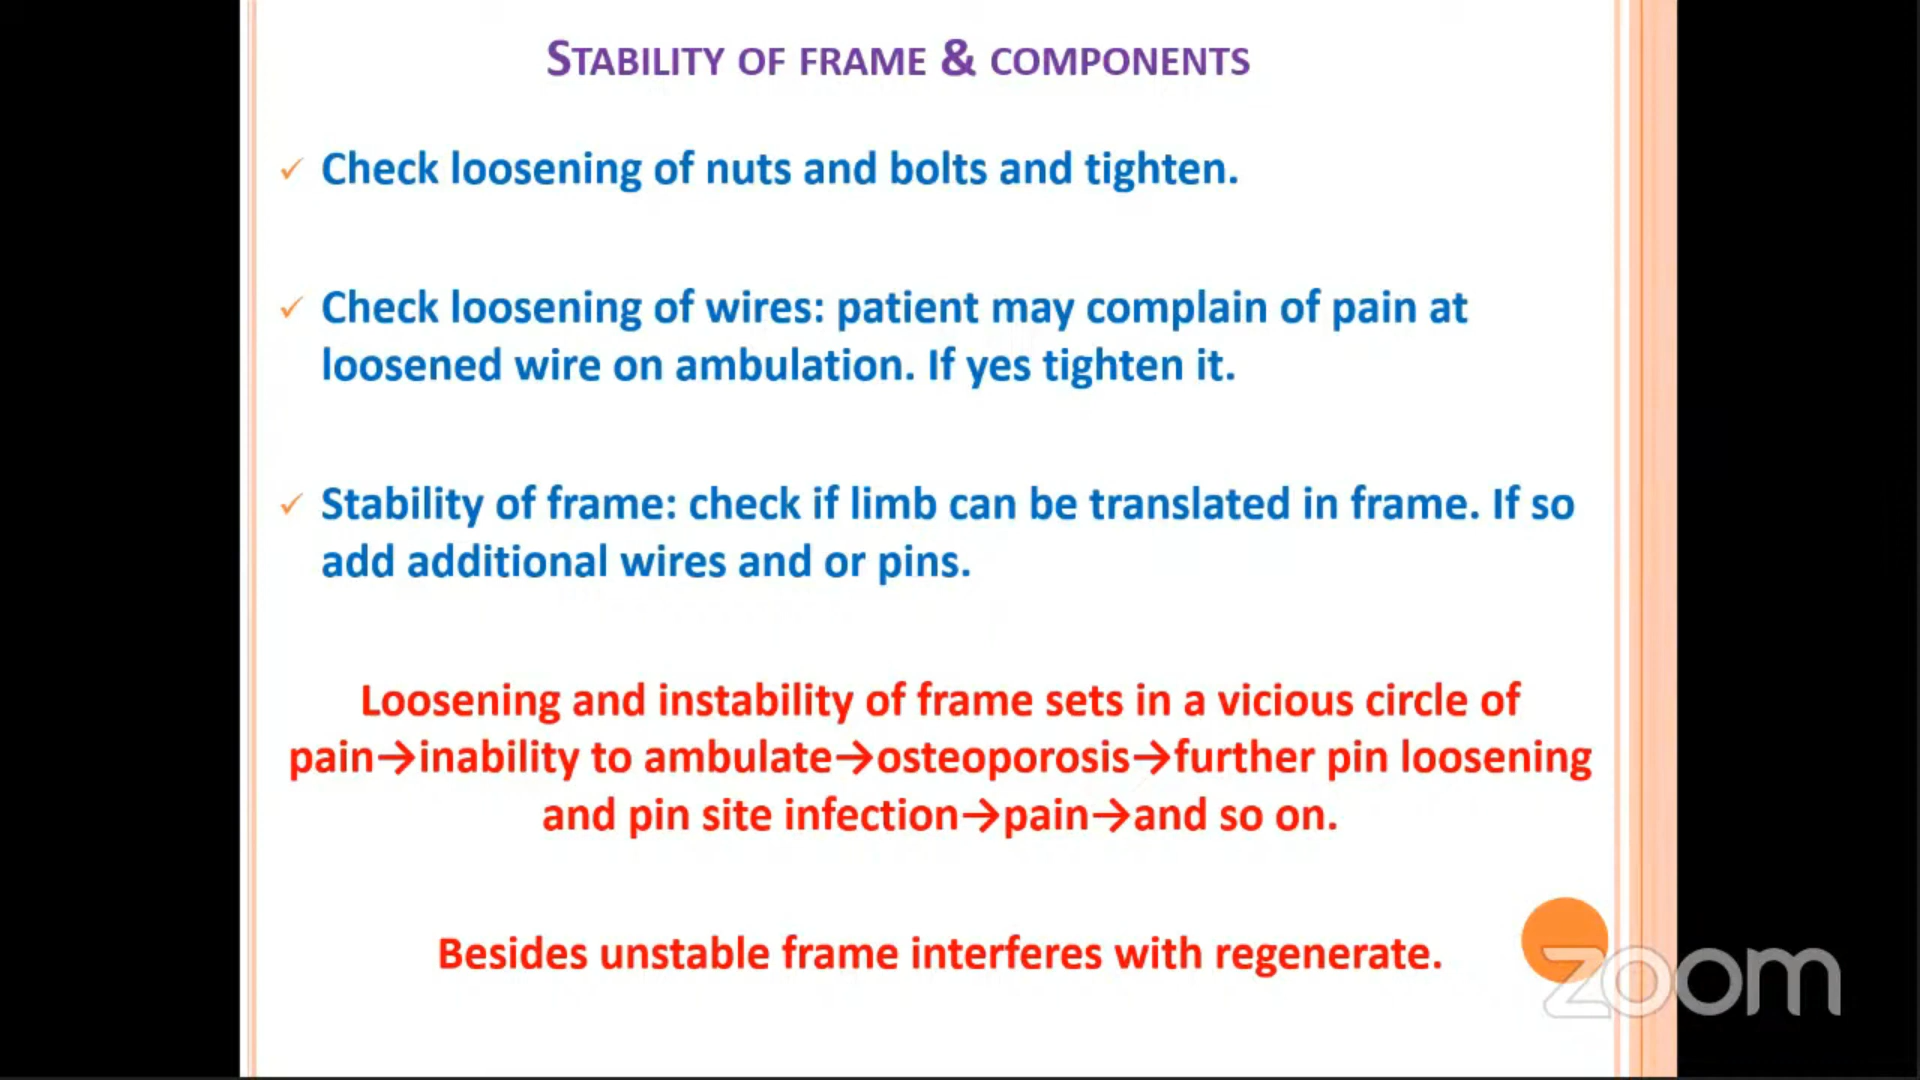 STABILITY OF FRAME & COMPONENTS
✓ Check loosening of nuts and bolts and tighten.
✓ Check loosening of wires: patient may complain of pain at
loosened wire on ambulation. If yes tighten it.
✓ Stability of frame: check if limb can be translated in frame. If so
add additional wires and or pins.
Loosening and instability of frame sets in a vicious circle of
pain→inability to ambulate→osteoporosis→further pin loosening
and pin site infection→pain→and so on.
Besides unstable frame interferes with regenerate.
zoom